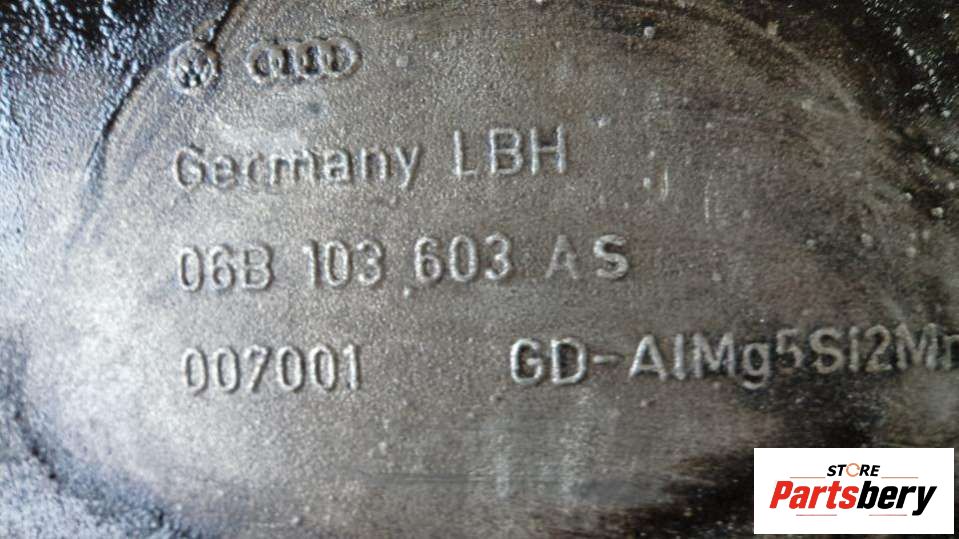 Germany LBH
06B 103 603 AS
007001 GD-AlMg5Si2Mn
STORE
Partsbery